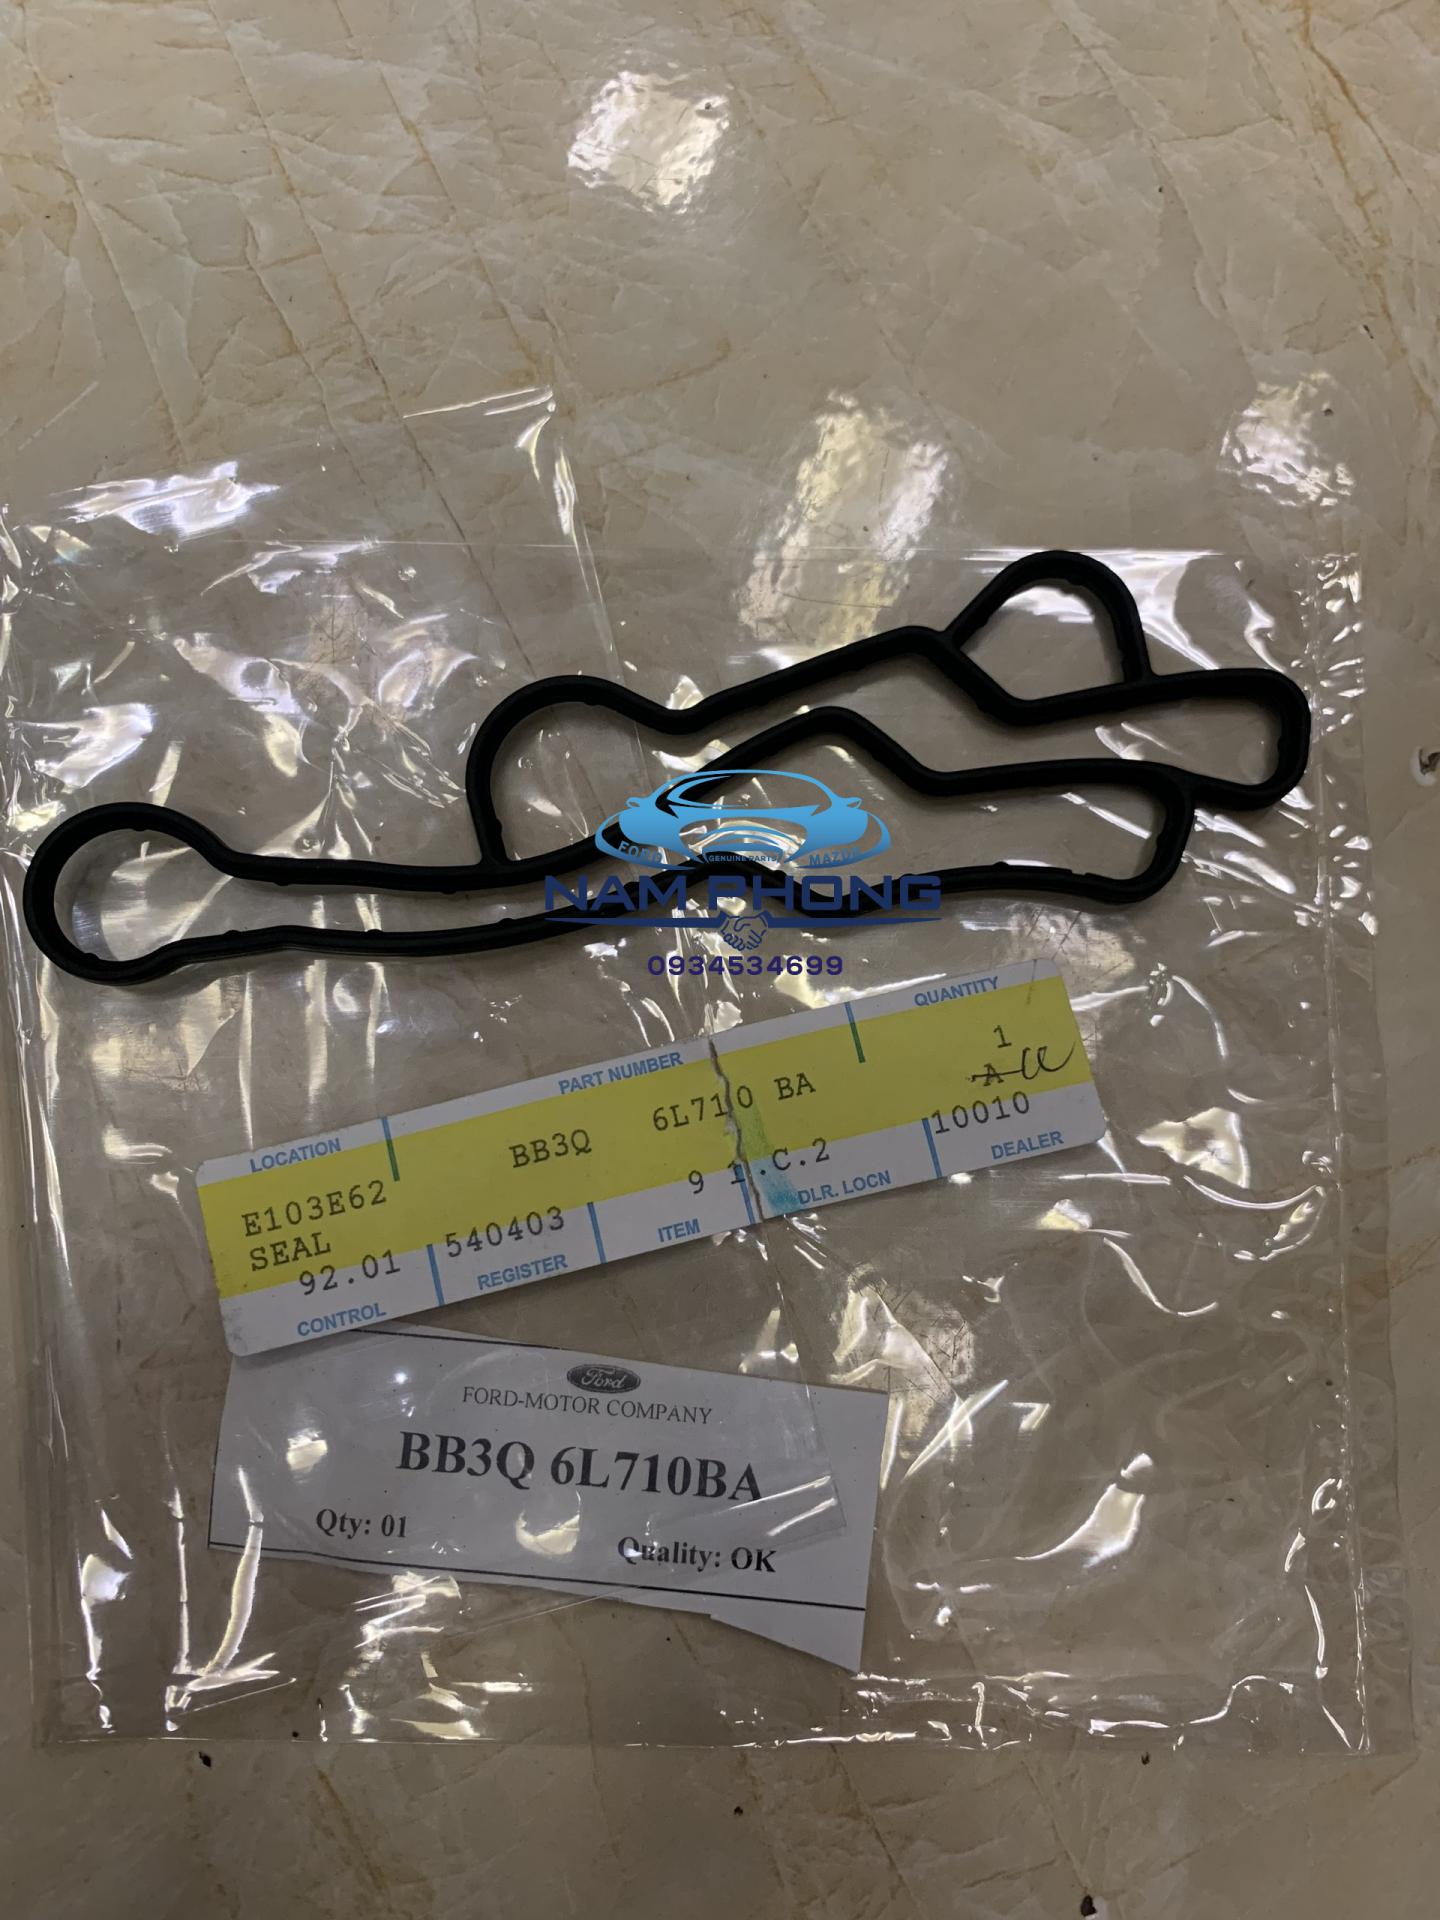 FORD GENUINE PARTS MAZDA
NAM PHONG
0934534699
LOCATION PART NUMBER QUANTITY
E103E62 BB3Q 6L710 BA 1
SEAL 9 1.C.2 A
92.01 540403 10010
CONTROL REGISTER ITEM DLR. LOCN DEALER
Ford
FORD-MOTOR COMPANY
BB3Q 6L710BA
Qty: 01 Quality: OK